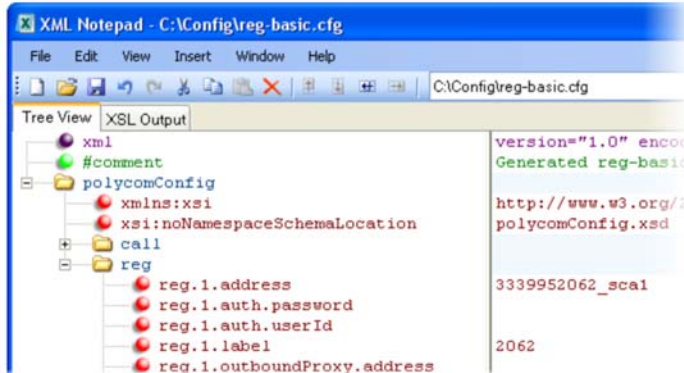 XML Notepad - C:\Config\reg-basic.cfg
File Edit View Insert Window Help
C:\Config\reg-basic.cfg
Tree View XSL Output
xml version="1.0" enco
#comment Generated reg-basi
polycomConfig
xmlns:xsi http://www.w3.org/
xsi:noNamespaceSchemaLocation polycomConfig.xsd
call
reg
reg.1.address 3339952062_sca1
reg.1.auth.password
reg.1.auth.userId
reg.1.label 2062
reg.1.outboundProxy.address